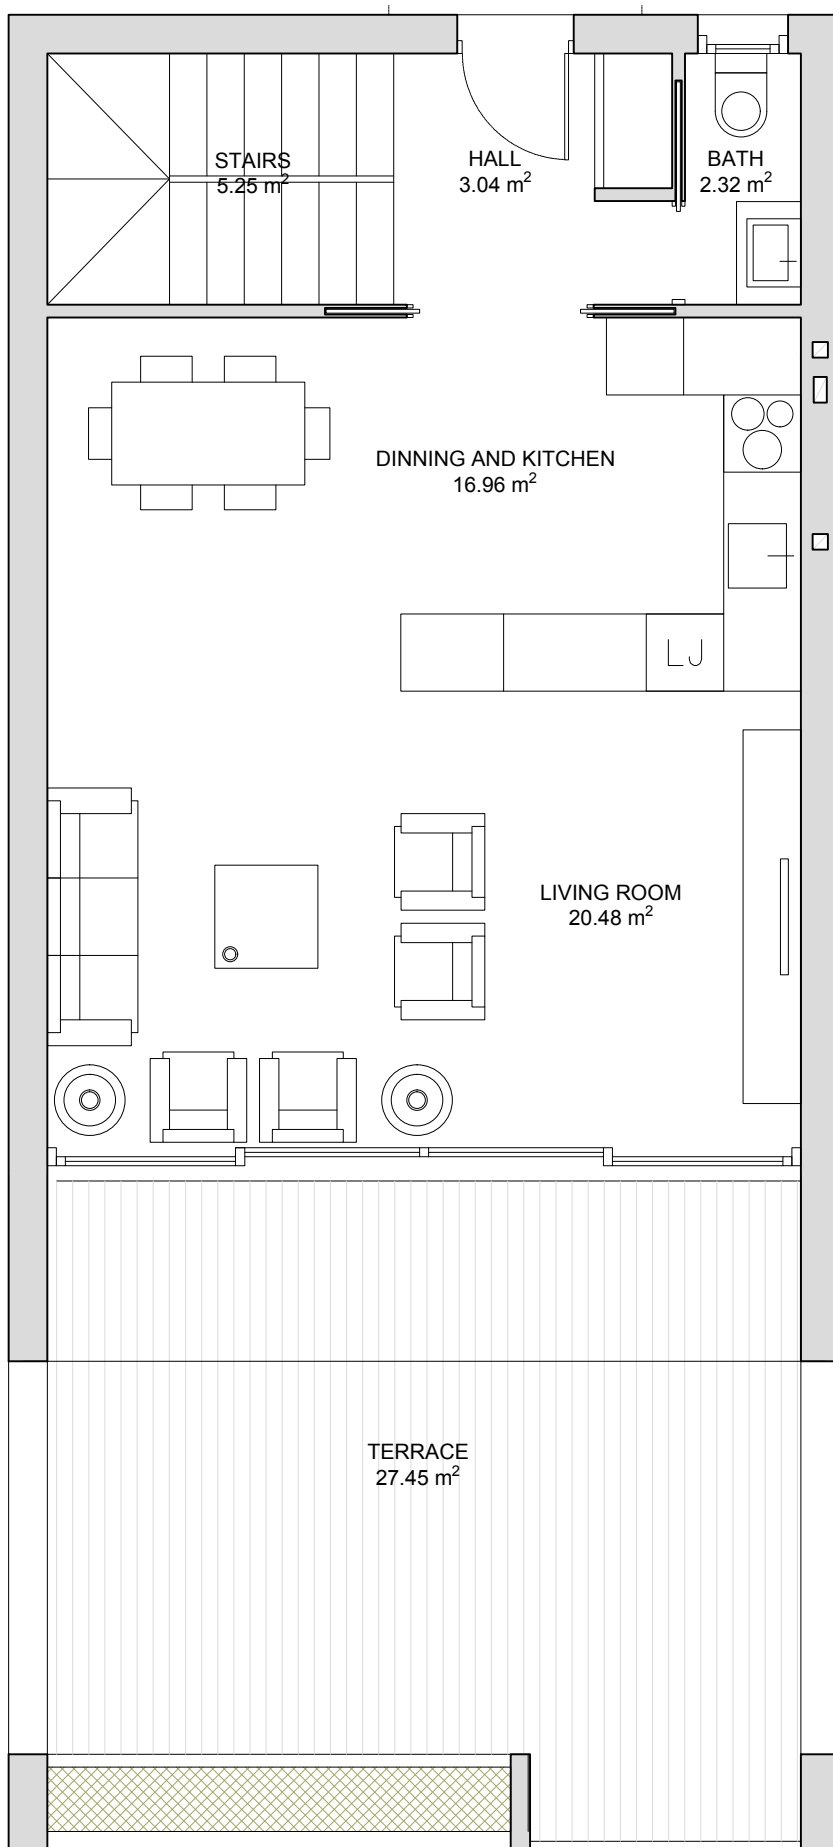 STAIRS
5.25 m²
HALL
3.04 m²
BATH
2.32 m²
DINNING AND KITCHEN
16.96 m²
LJ
LIVING ROOM
20.48 m²
TERRACE
27.45 m²